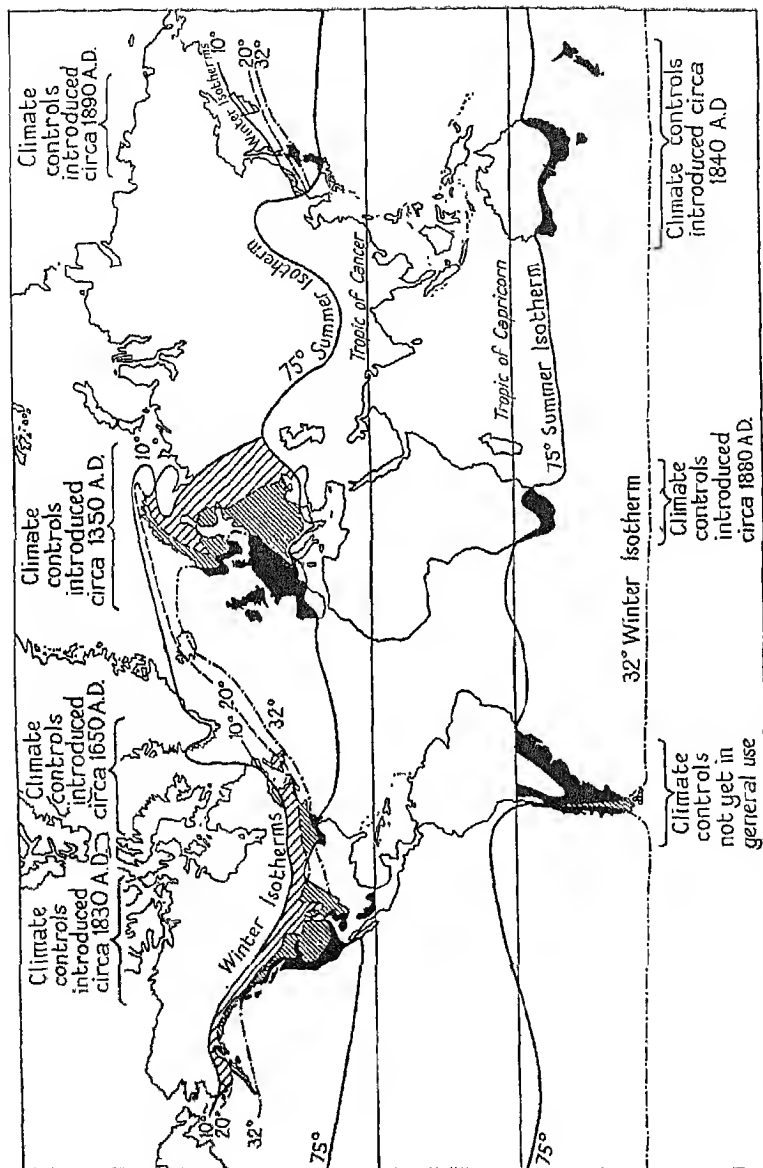 Climate
controls
introduced
circa 1830 A.D.
Climate
controls
introduced
circa 1650 A.D.
Climate
controls
introduced
circa 1350 A.D.
Climate
controls
introduced
circa 1890 A.D.
10°
20°
32°
Winter Isotherms
10°
20°
32°
10°
Winter Isotherms
10°
20°
32°
75°
75° Summer Isotherm
Tropic of Cancer
Tropic of Capricorn
75°
75° Summer Isotherm
32° Winter Isotherm
Climate
controls
not yet in
general use
Climate
controls
introduced
circa 1880 A.D.
Climate controls
introduced circa
1840 A.D